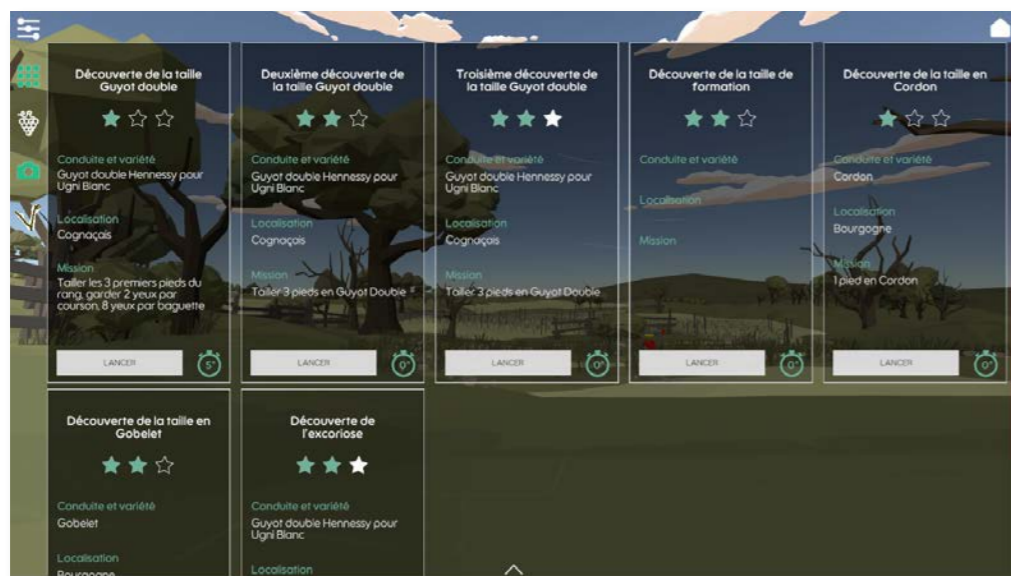 Découverte de la taille
Guyot double
Conduite et variété
Guyot double Hennessy pour
Ugni Blanc
Localisation
Cognaçais
Mission
Tailler les 3 premiers pieds du
rang, garder 2 yeux par
courson, 8 yeux par baguette
LANCER
5"
Deuxième découverte de
la taille Guyot double
Conduite et variété
Guyot double Hennessy pour
Ugni Blanc
Localisation
Cognaçais
Mission
Tailler 3 pieds en Guyot Double
LANCER
0"
Troisième découverte de
la taille Guyot double
Conduite et variété
Guyot double Hennessy pour
Ugni Blanc
Localisation
Cognaçais
Mission
Tailler 3 pieds en Guyot Double
LANCER
0"
Découverte de la taille de
formation
Conduite et variété
Localisation
Mission
LANCER
0"
Découverte de la taille en
Cordon
Conduite et variété
Cordon
Localisation
Bourgogne
Mission
1 pied en Cordon
LANCER
0"
Découverte de la taille en
Gobelet
Conduite et variété
Gobelet
Localisation
Bourgogne
Découverte de
l'excoriose
Conduite et variété
Guyot double Hennessy pour
Ugni Blanc
Localisation